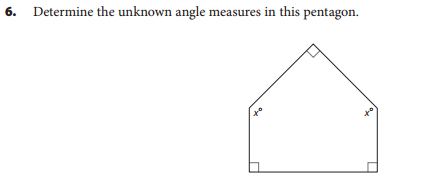 6. Determine the unknown angle measures in this pentagon.
x° x°